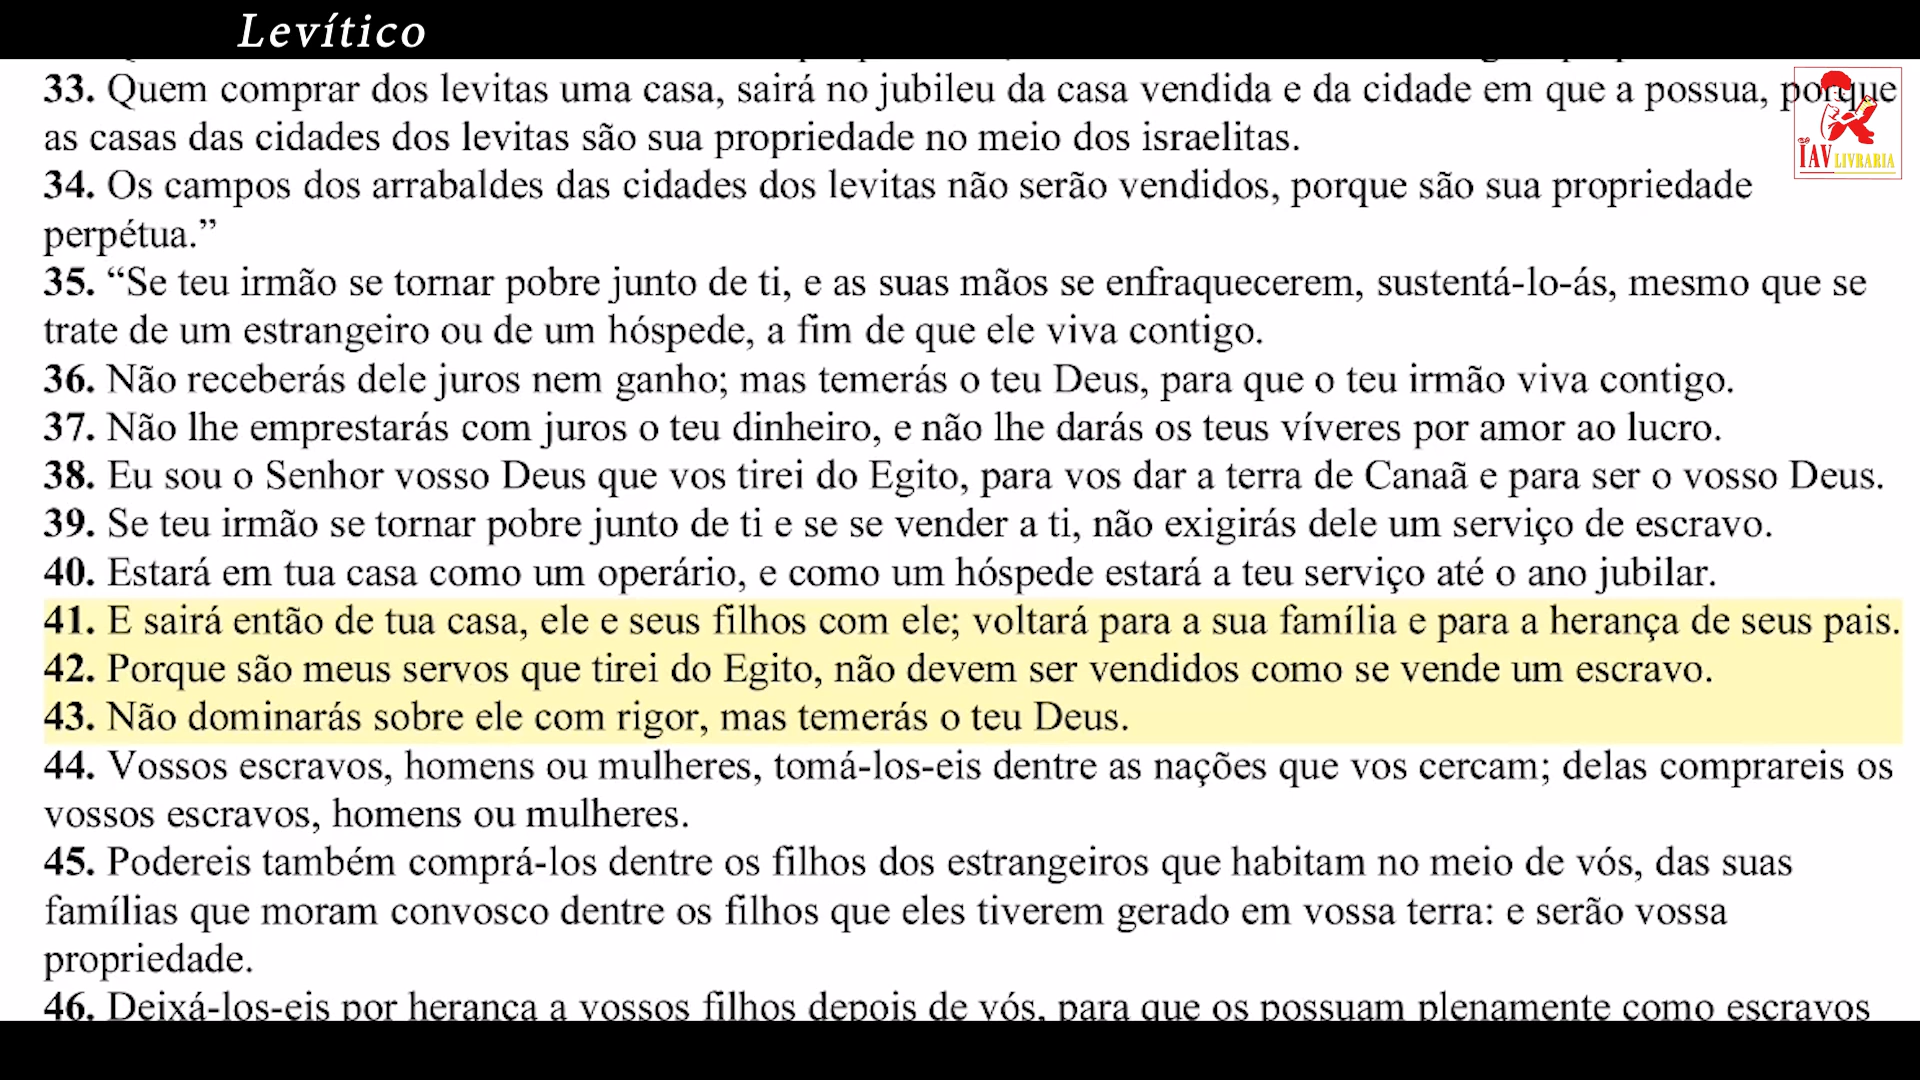 Levítico
33. Quem comprar dos levitas uma casa, sairá no jubileu da casa vendida e da cidade em que a possua, porque
as casas das cidades dos levitas são sua propriedade no meio dos israelitas.
34. Os campos dos arrabaldes das cidades dos levitas não serão vendidos, porque são sua propriedade
perpétua.”
35. “Se teu irmão se tornar pobre junto de ti, e as suas mãos se enfraquecerem, sustentá-lo-ás, mesmo que se
trate de um estrangeiro ou de um hóspede, a fim de que ele viva contigo.
36. Não receberás dele juros nem ganho; mas temerás o teu Deus, para que o teu irmão viva contigo.
37. Não lhe emprestarás com juros o teu dinheiro, e não lhe darás os teus víveres por amor ao lucro.
38. Eu sou o Senhor vosso Deus que vos tirei do Egito, para vos dar a terra de Canaã e para ser o vosso Deus.
39. Se teu irmão se tornar pobre junto de ti e se se vender a ti, não exigirás dele um serviço de escravo.
40. Estará em tua casa como um operário, e como um hóspede estará a teu serviço até o ano jubilar.
41. E sairá então de tua casa, ele e seus filhos com ele; voltará para a sua família e para a herança de seus pais.
42. Porque são meus servos que tirei do Egito, não devem ser vendidos como se vende um escravo.
43. Não dominarás sobre ele com rigor, mas temerás o teu Deus.
44. Vossos escravos, homens ou mulheres, tomá-los-eis dentre as nações que vos cercam; delas comprareis os
vossos escravos, homens ou mulheres.
45. Podereis também comprá-los dentre os filhos dos estrangeiros que habitam no meio de vós, das suas
famílias que moram convosco dentre os filhos que eles tiverem gerado em vossa terra: e serão vossa
propriedade.
46. Deixá-los-eis por herança a vossos filhos depois de vós, para que os possuam plenamente como escravos
IAV LIVRARIA